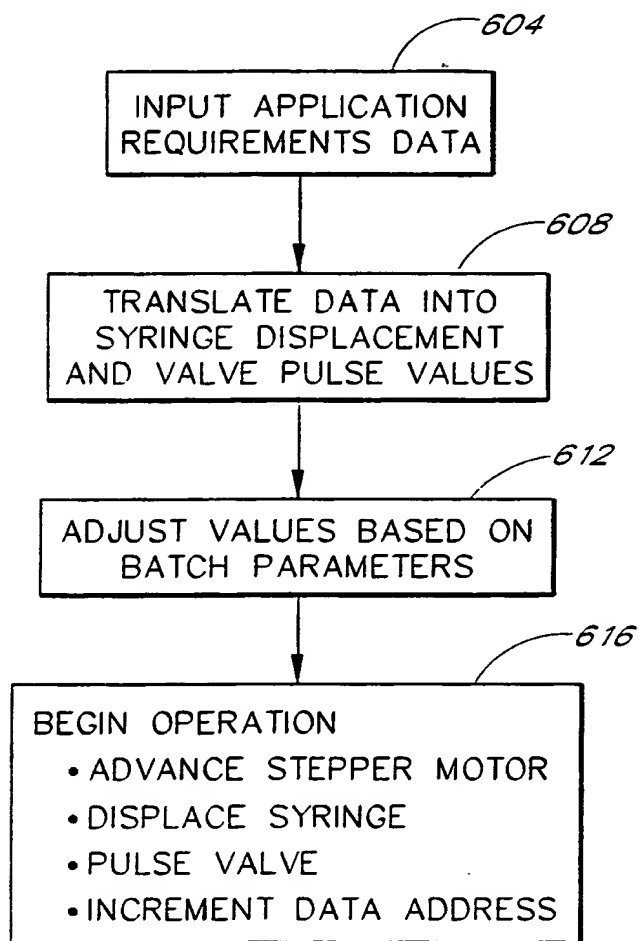 604
INPUT APPLICATION
REQUIREMENTS DATA
608
TRANSLATE DATA INTO
SYRINGE DISPLACEMENT
AND VALVE PULSE VALUES
612
ADJUST VALUES BASED ON
BATCH PARAMETERS
616
BEGIN OPERATION
• ADVANCE STEPPER MOTOR
• DISPLACE SYRINGE
• PULSE VALVE
• INCREMENT DATA ADDRESS